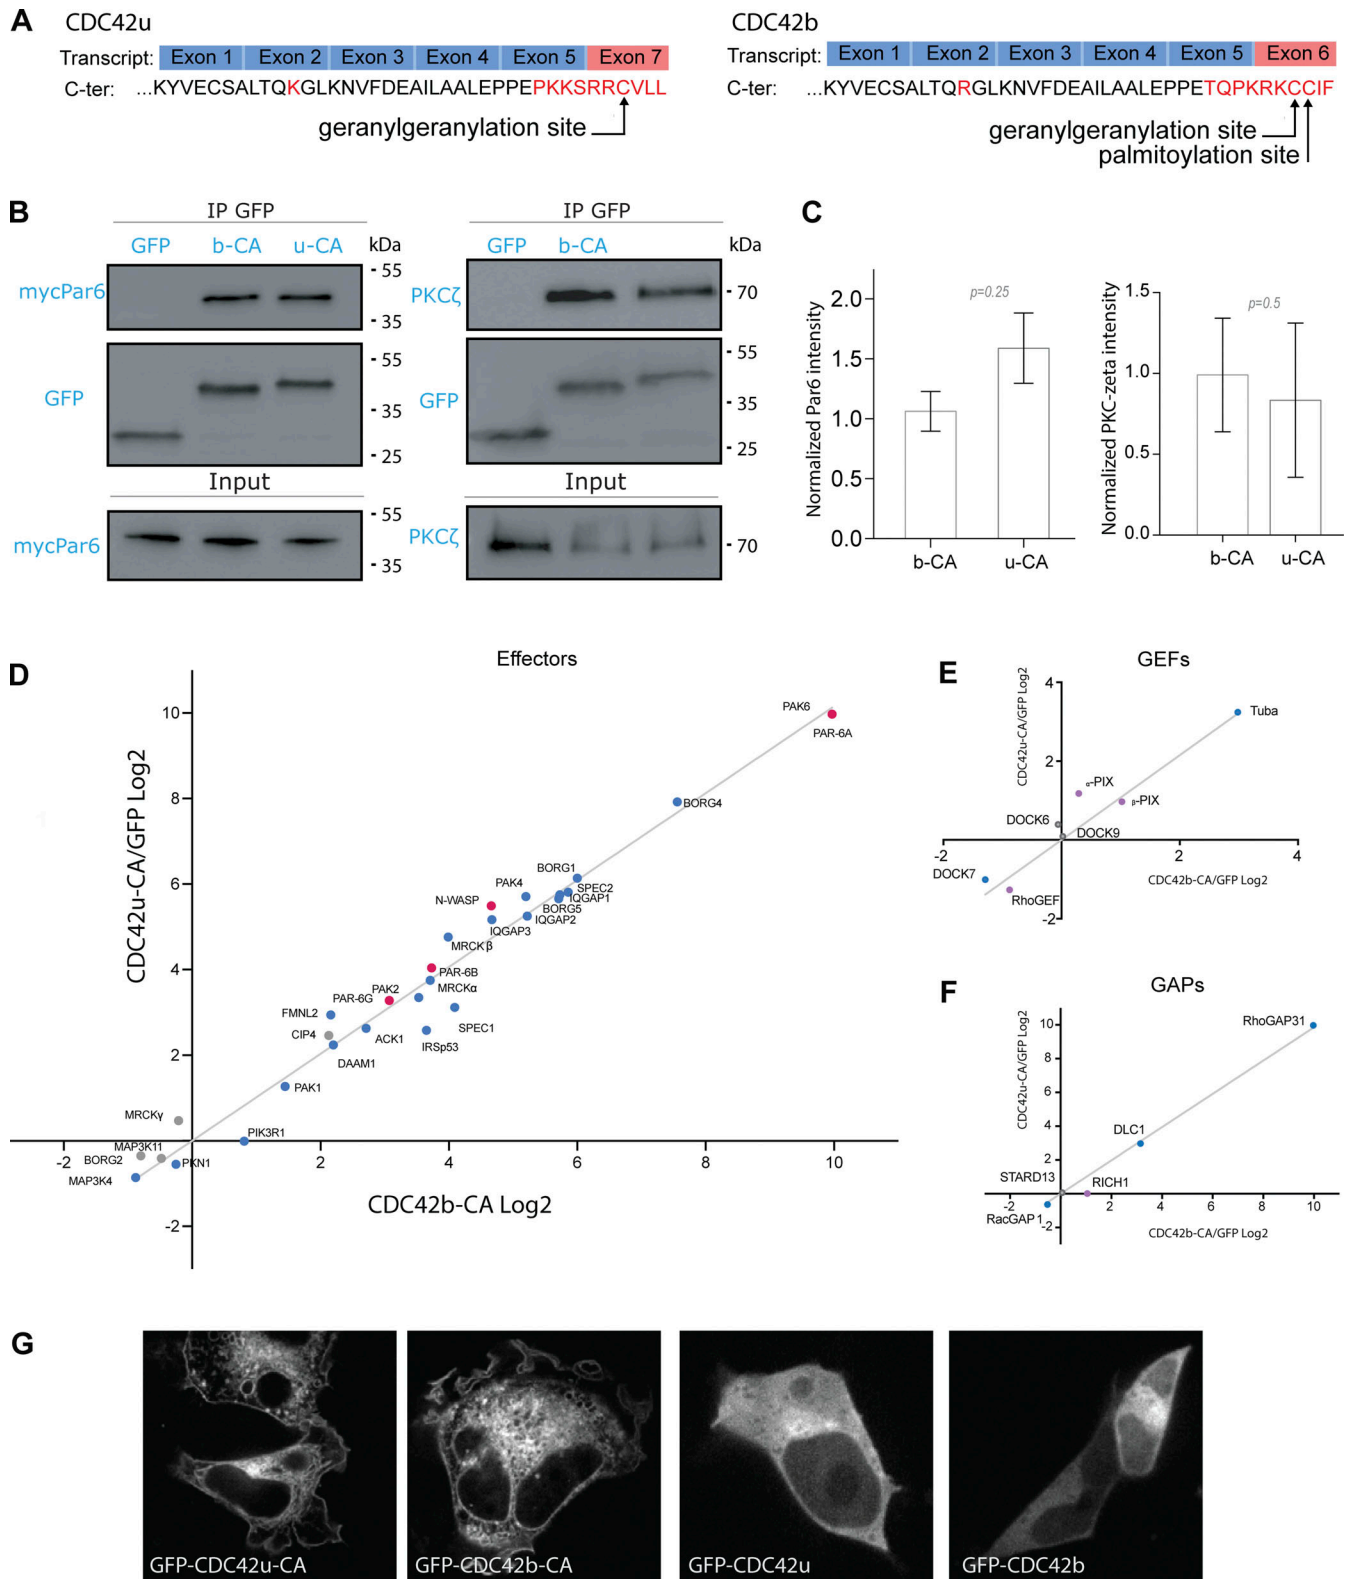 A
CDC42u
Transcript: Exon 1 Exon 2 Exon 3 Exon 4 Exon 5 Exon 7
C-ter: ...KYVECSALTQKGLKNVFDEAILAALEPPEPKKSRRCVLL
geranylgeranylation site
CDC42b
Transcript: Exon 1 Exon 2 Exon 3 Exon 4 Exon 5 Exon 6
C-ter: ...KYVECSALTQRGLKNVFDEAILAALEPPETQPKRKCCIF
geranylgeranylation site
palmitoylation site
B
IP GFP
GFP b-CA u-CA kDa
mycPar6
- 55
- 35
GFP
- 55
- 35
- 25
Input
mycPar6
- 55
- 35
IP GFP
GFP b-CA kDa
PKCζ
- 70
GFP
- 55
- 35
- 25
Input
PKCζ
- 70
C
Normalized Par6 intensity
2.0
1.5
1.0
0.5
0.0
p=0.25
b-CA u-CA
Normalized PKC-zeta intensity
1.5
1.0
0.5
0.0
p=0.5
b-CA u-CA
D
Effectors
CDC42u-CA/GFP Log2
10
8
6
4
2
-2
-2 2 4 6 8 10
CDC42b-CA Log2
PAK6
PAR-6A
BORG4
BORG1
SPEC2
PAK4
IQGAP1
N-WASP
BORG5
IQGAP2
IQGAP3
MRCKβ
PAR-6B
PAK2
MRCKα
PAR-6G
FMNL2
SPEC1
CIP4
ACK1
IRSp53
DAAM1
PAK1
MRCKγ
PIK3R1
MAP3K11
BORG2
PKN1
MAP3K4
E
GEFs
CDC42u-CA/GFP Log2
4
2
-2
-2 2 4
CDC42b-CA/GFP Log2
Tuba
α-PIX
β-PIX
DOCK6
DOCK9
DOCK7
RhoGEF
F
GAPs
CDC42u-CA/GFP Log2
10
8
6
4
2
-2
-2 2 4 6 8 10
CDC42b-CA/GFP Log2
RhoGAP31
DLC1
STARD13
RICH1
RacGAP1
G
GFP-CDC42u-CA
GFP-CDC42b-CA
GFP-CDC42u
GFP-CDC42b